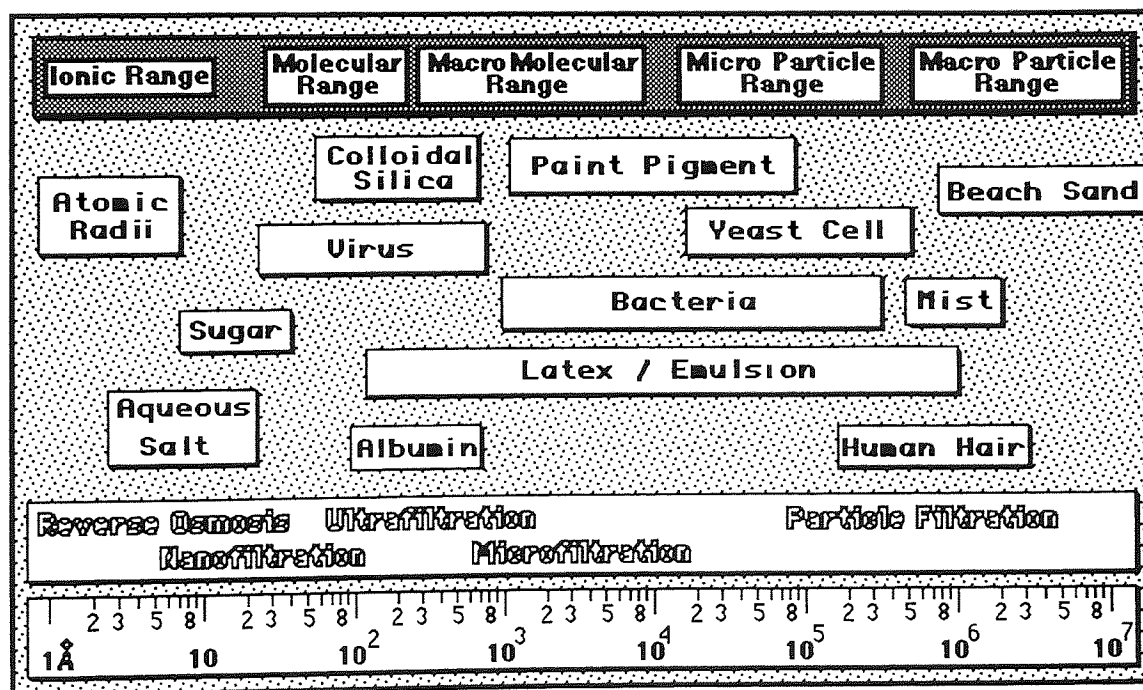 Ionic Range
Molecular
Range
Macro Molecular
Range
Micro Particle
Range
Macro Particle
Range
Colloidal
Silica
Paint Pigment
Beach Sand
Atomic
Radii
Yeast Cell
Virus
Bacteria
Mist
Sugar
Latex / Emulsion
Aqueous
Salt
Albumin
Human Hair
Reverse Osmosis Ultrafiltration Particle Filtration
Nanofiltration Microfiltration
2 3 5 8 2 3 5 8 2 3 5 8 2 3 5 8 2 3 5 8 2 3 5 8 2 3 5 8
1Å 10 10² 10³ 10⁴ 10⁵ 10⁶ 10⁷